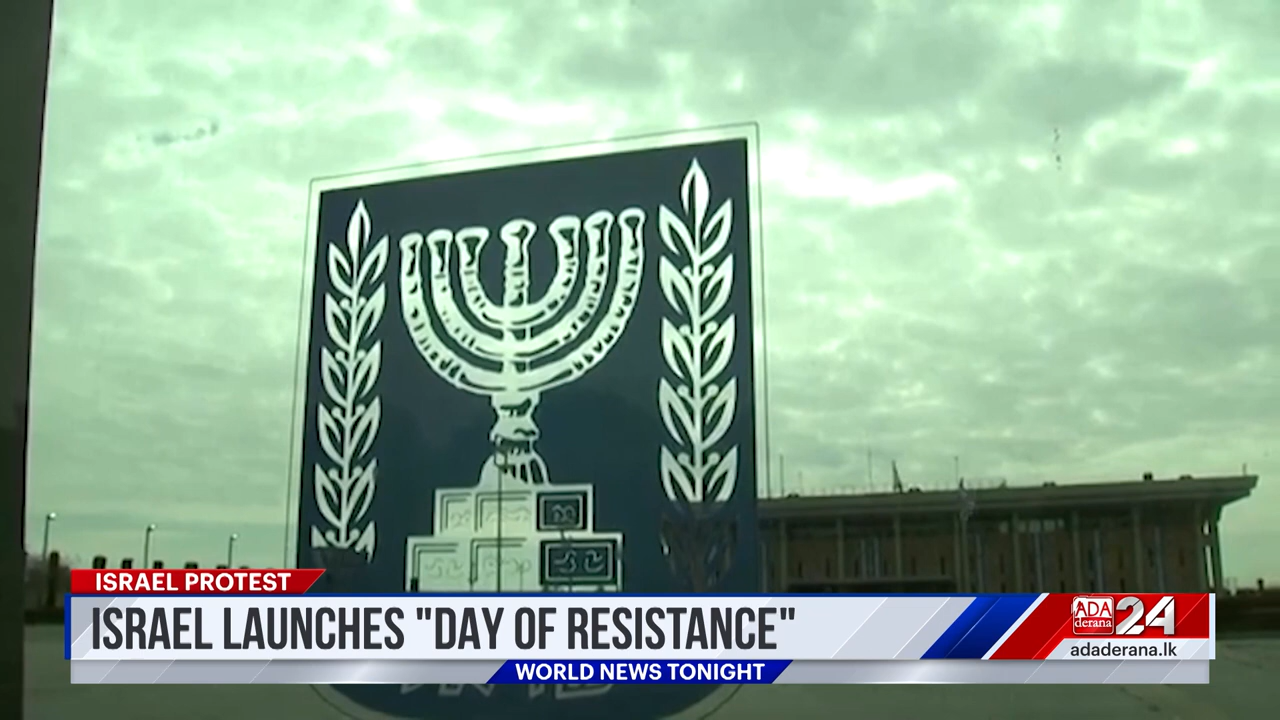 ISRAEL PROTEST
ISRAEL LAUNCHES "DAY OF RESISTANCE"
ADA
derana
24
adaderana.lk
WORLD NEWS TONIGHT